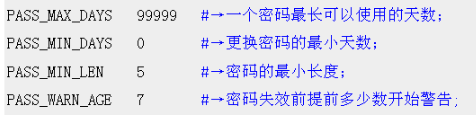 PASS_MAX_DAYS 99999 #→一个密码最长可以使用的天数;
PASS_MIN_DAYS 0 #→更换密码的最小天数;
PASS_MIN_LEN 5 #→密码的最小长度;
PASS_WARN_AGE 7 #→密码失效前提前多少数开始警告;